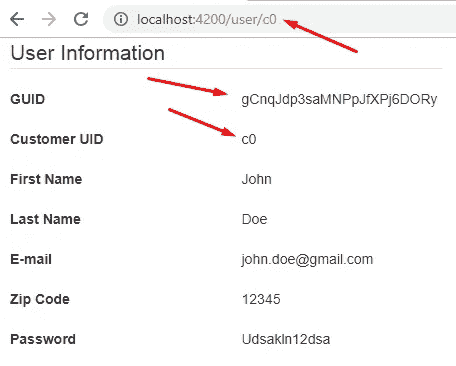 localhost:4200/user/c0
User Information
GUID gCnqJdp3saMNPpJfXPj6DORy
Customer UID c0
First Name John
Last Name Doe
E-mail john.doe@gmail.com
Zip Code 12345
Password Udsakln12dsa